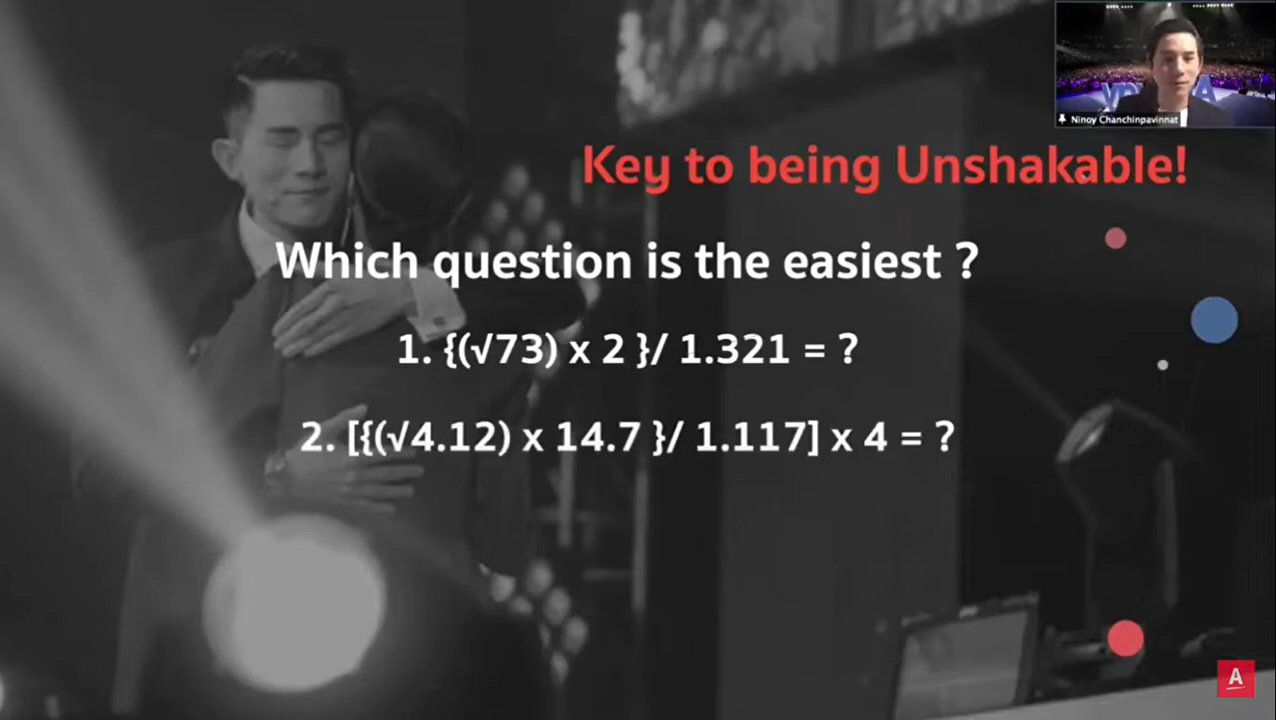 Ninoy Chanchinpavinnat
Key to being Unshakable!
Which question is the easiest ?
1. {(√73) x 2 }/ 1.321 = ?
2. [{(√4.12) x 14.7 }/ 1.117] x 4 = ?
A